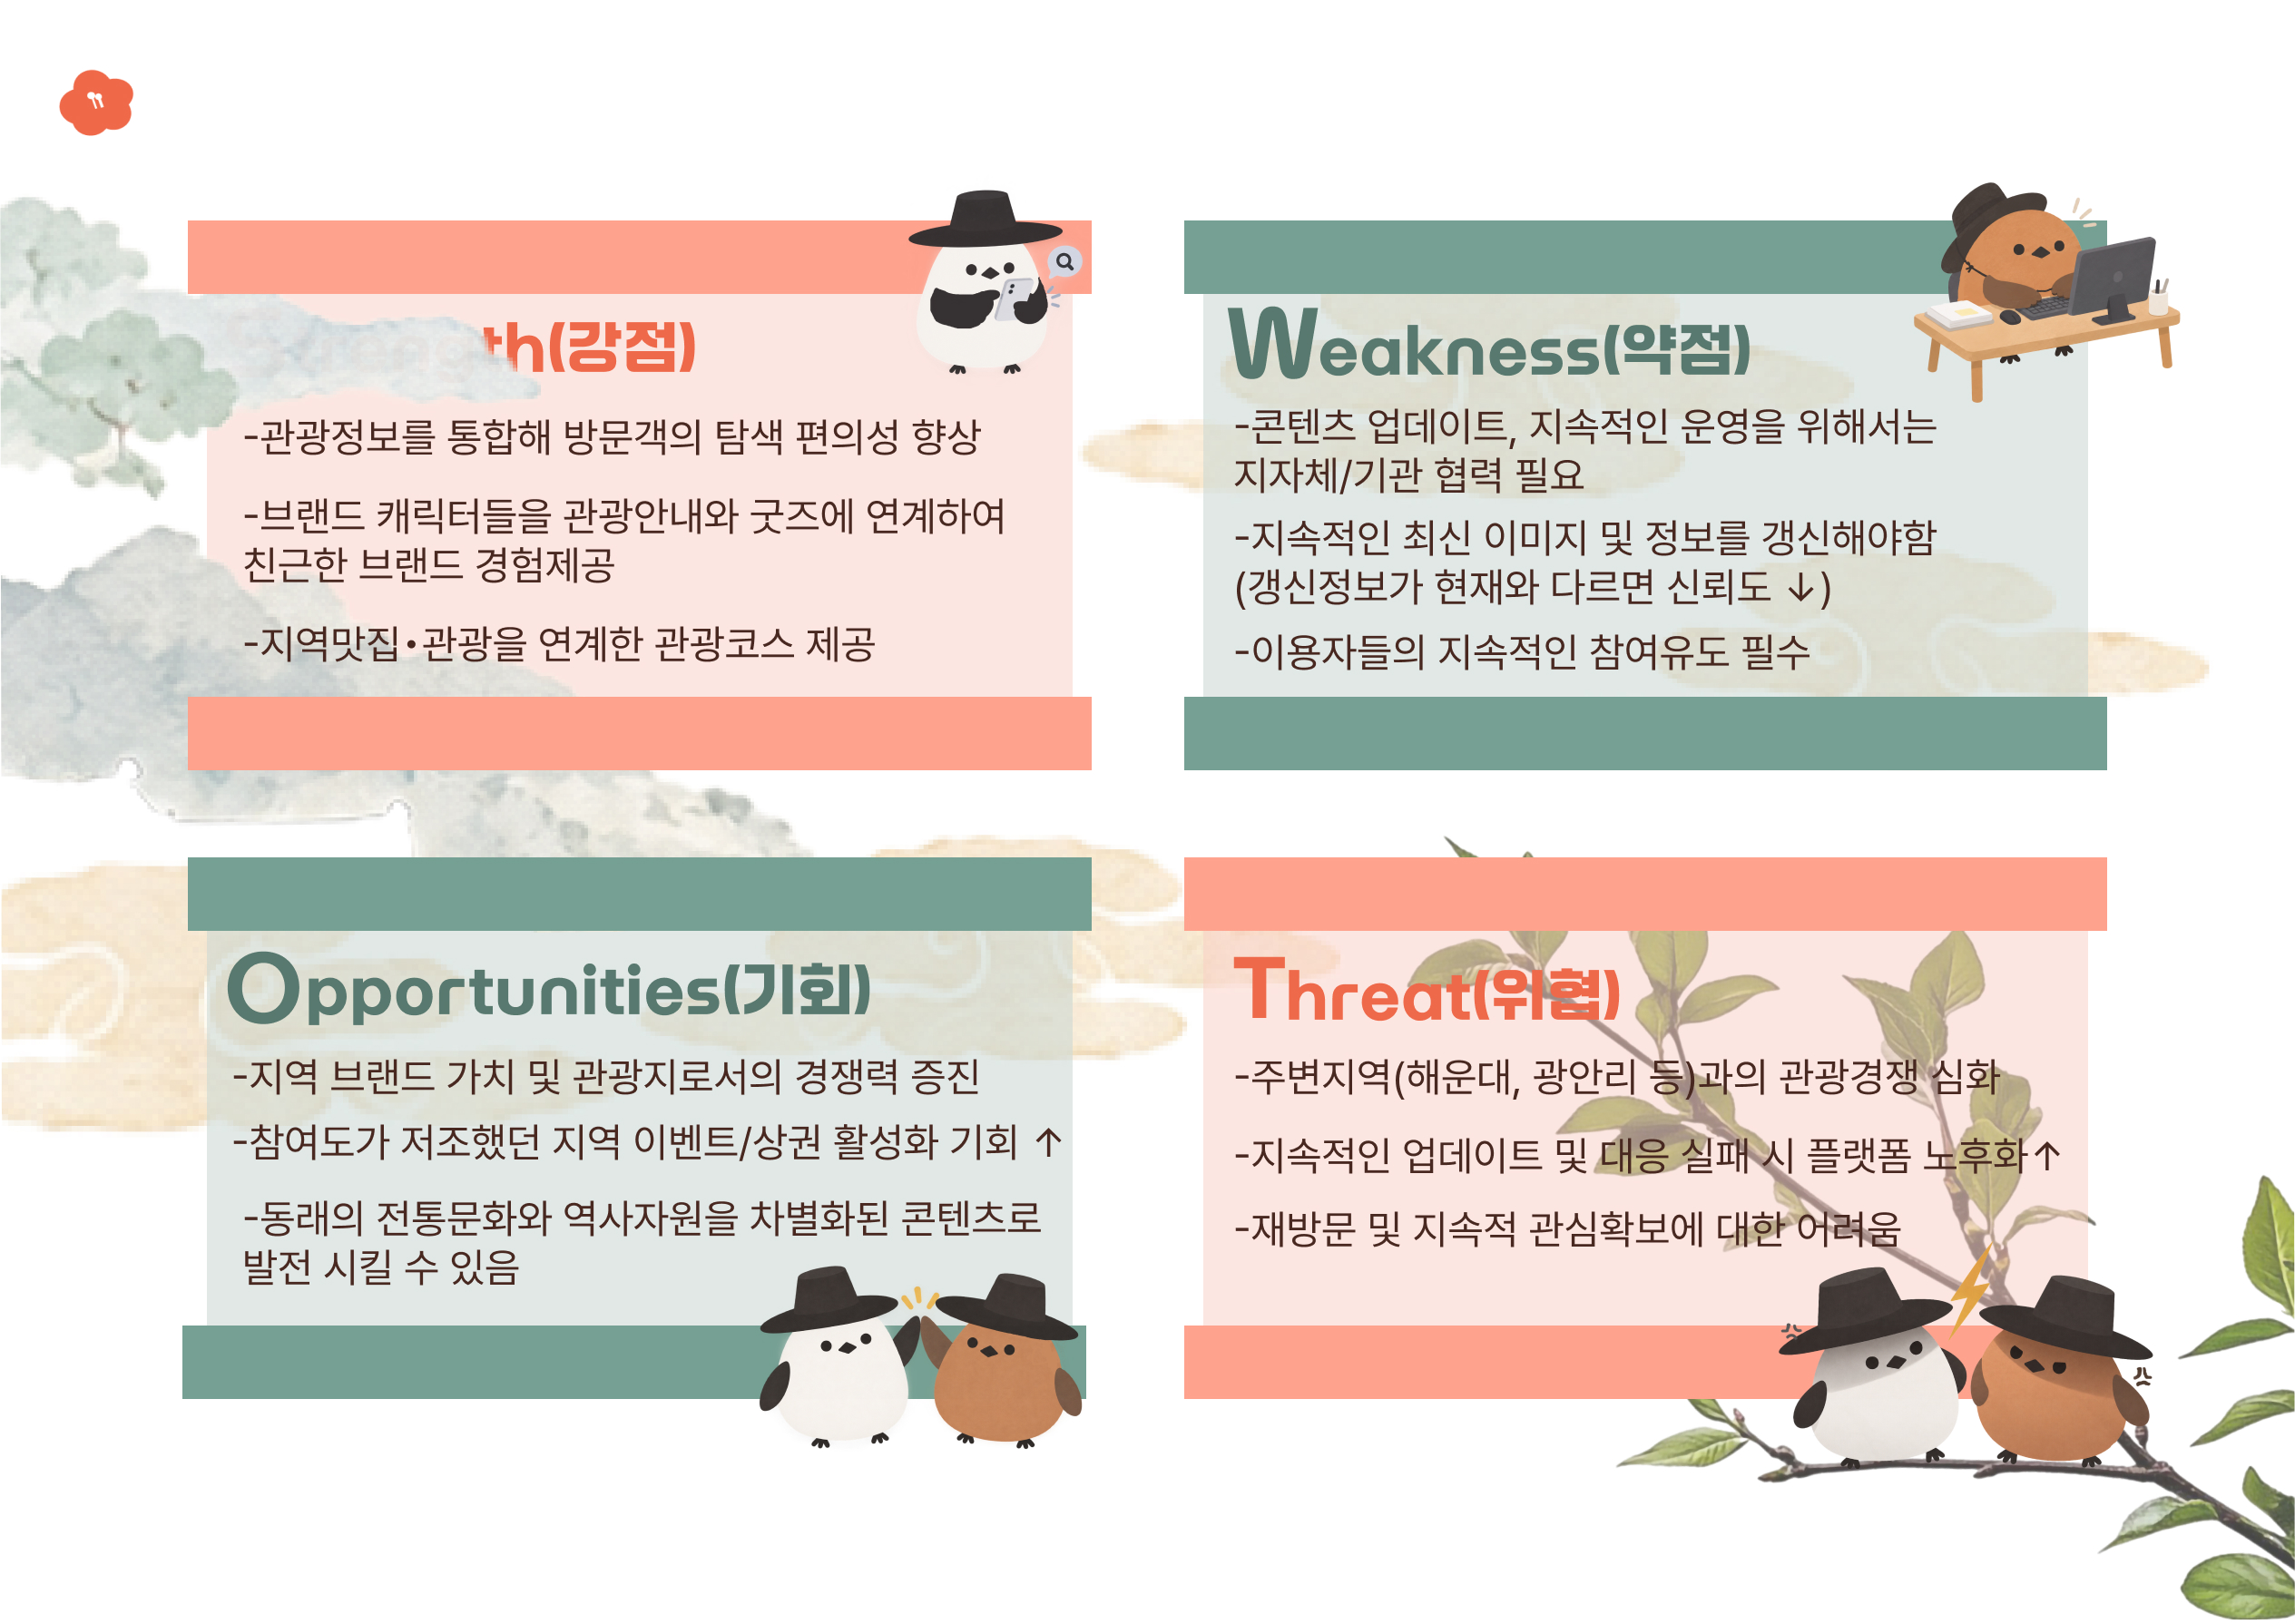 Strength(강점)
-관광정보를 통합해 방문객의 탐색 편의성 향상
-브랜드 캐릭터들을 관광안내와 굿즈에 연계하여
친근한 브랜드 경험제공
-지역맛집•관광을 연계한 관광코스 제공
Weakness(약점)
-콘텐츠 업데이트, 지속적인 운영을 위해서는
지자체/기관 협력 필요
-지속적인 최신 이미지 및 정보를 갱신해야함
(갱신정보가 현재와 다르면 신뢰도 ↓)
-이용자들의 지속적인 참여유도 필수
Opportunities(기회)
-지역 브랜드 가치 및 관광지로서의 경쟁력 증진
-참여도가 저조했던 지역 이벤트/상권 활성화 기회 ↑
-동래의 전통문화와 역사자원을 차별화된 콘텐츠로
발전 시킬 수 있음
Threat(위협)
-주변지역(해운대, 광안리 등)과의 관광경쟁 심화
-지속적인 업데이트 및 대응 실패 시 플랫폼 노후화↑
-재방문 및 지속적 관심확보에 대한 어려움